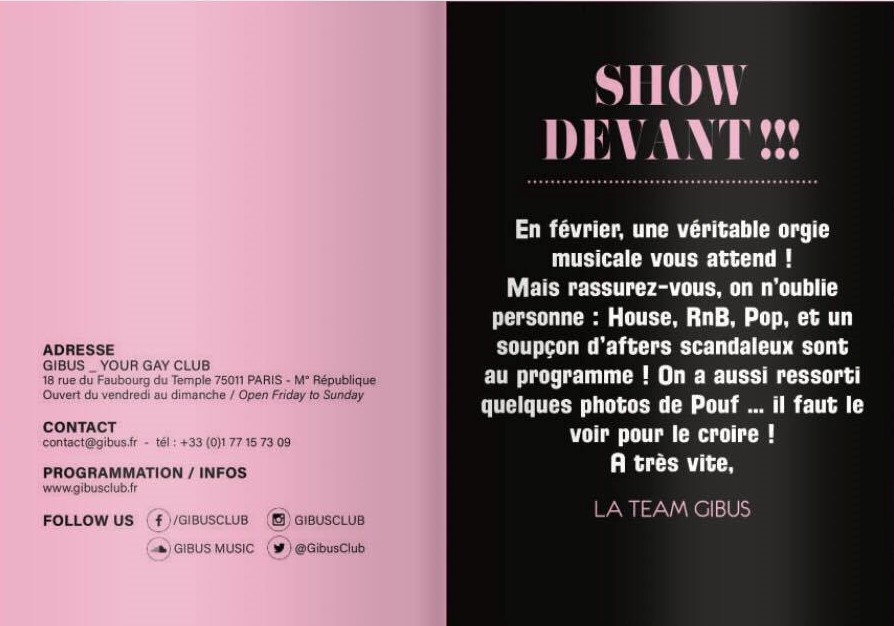 ADRESSE
GIBUS _ YOUR GAY CLUB
18 rue du Faubourg du Temple 75011 PARIS - M° République
Ouvert du vendredi au dimanche / Open Friday to Sunday
CONTACT
contact@gibus.fr - tél : +33 (0)1 77 15 73 09
PROGRAMMATION / INFOS
www.gibusclub.fr
FOLLOW US /GIBUSCLUB GIBUSCLUB
GIBUS MUSIC @GibusClub
SHOW
DEVANT !!!
En février, une véritable orgie
musicale vous attend !
Mais rassurez-vous, on n'oublie
personne : House, RnB, Pop, et un
soupçon d'afters scandaleux sont
au programme ! On a aussi ressorti
quelques photos de Pouf ... il faut le
voir pour le croire !
A très vite,
LA TEAM GIBUS